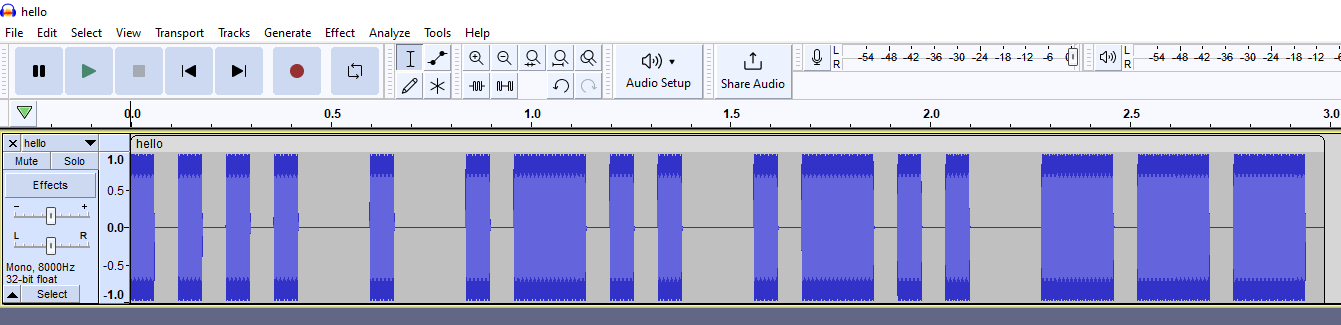 hello
File Edit Select View Transport Tracks Generate Effect Analyze Tools Help
Audio Setup
Share Audio
L
R
-54 -48 -42 -36 -30 -24 -18 -12 -6
L
R
-54 -48 -42 -36 -30 -24 -18 -12
0.0 0.5 1.0 1.5 2.0 2.5 3.0
hello
hello
Mute Solo
Effects
- +
L R
Mono, 8000Hz
32-bit float
Select
1.0
0.5
0.0
-0.5
-1.0